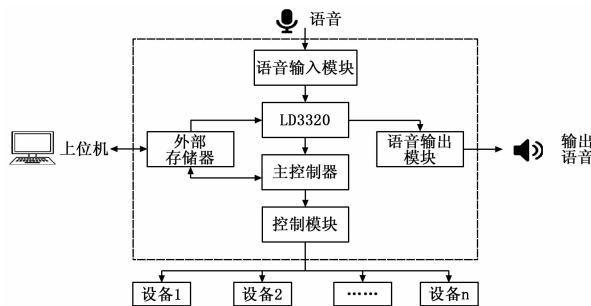 语音
语音输入模块
LD3320
上位机
外部
存储器
语音输出
模块
输出
语音
主控制器
控制模块
设备1
设备2
……
设备n